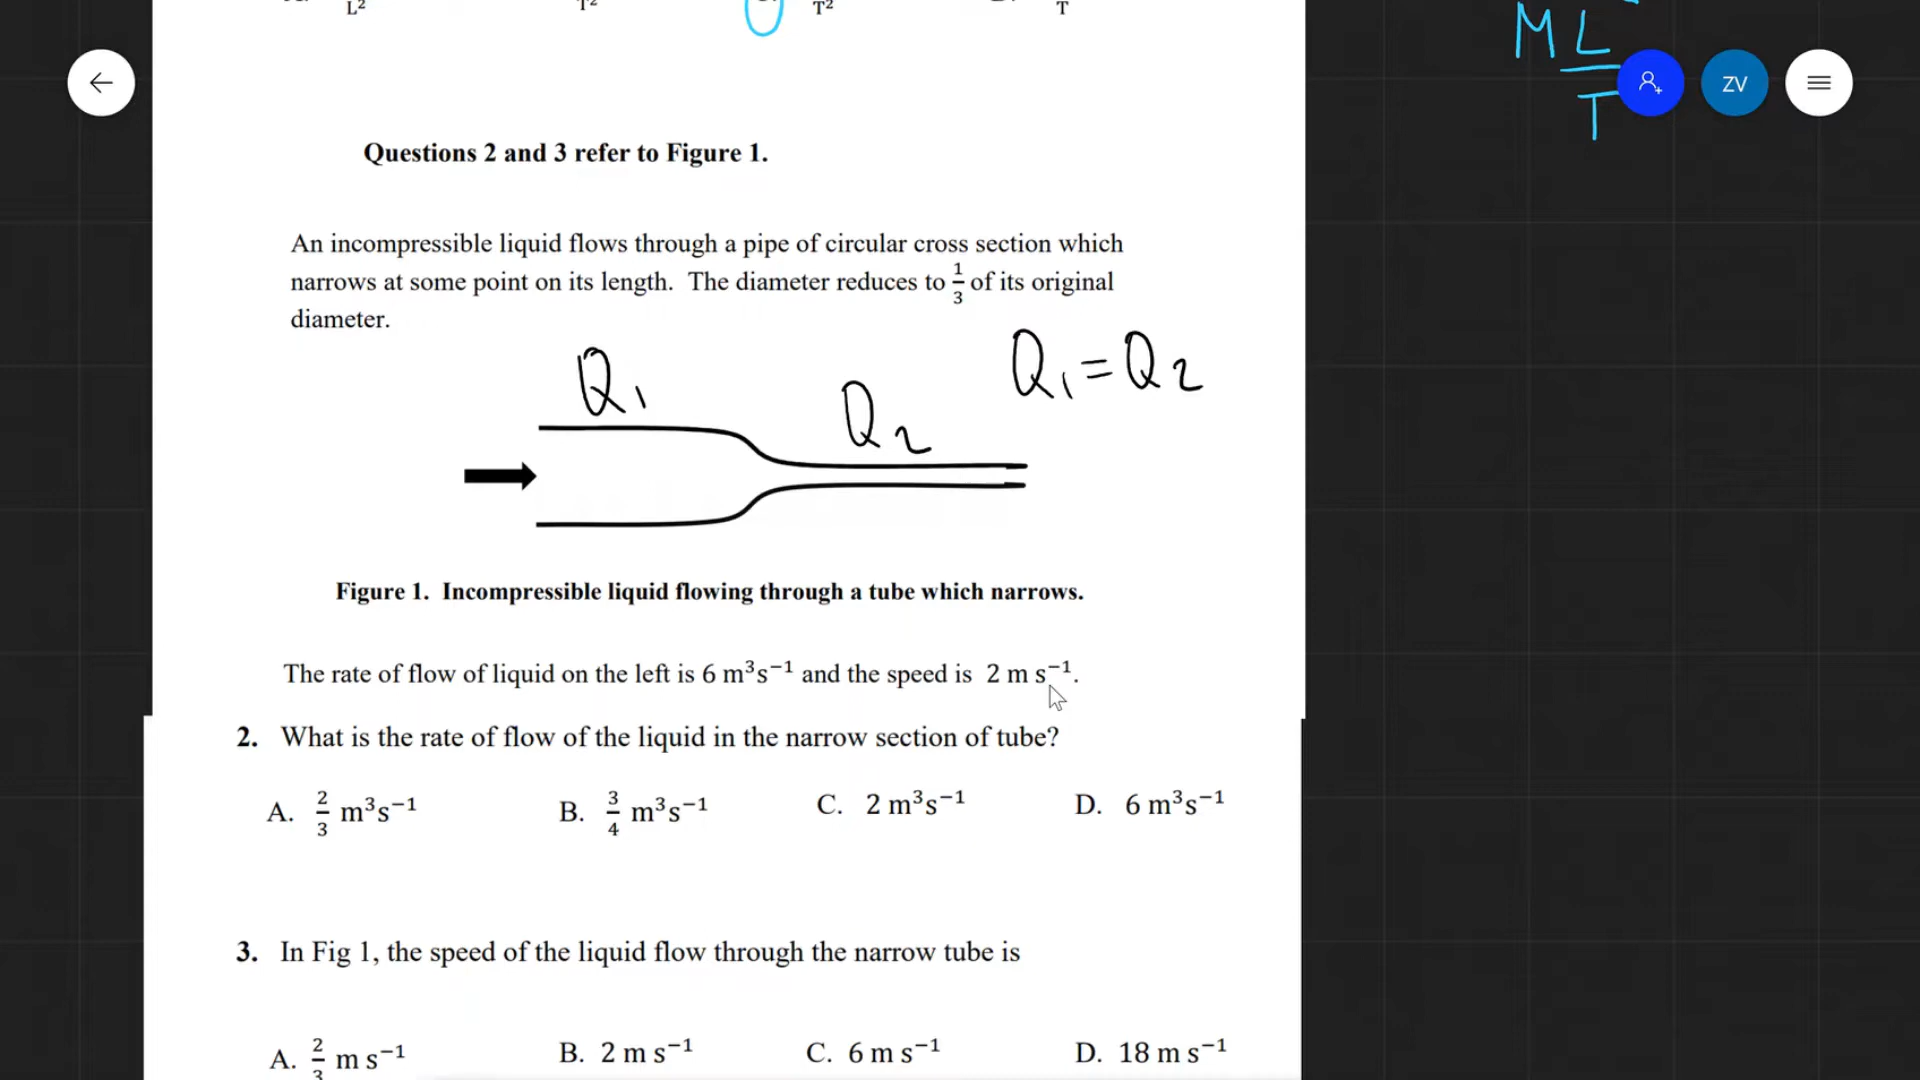 L² T² T² T
M L
T
ZV
Questions 2 and 3 refer to Figure 1.
An incompressible liquid flows through a pipe of circular cross section which
narrows at some point on its length. The diameter reduces to 1/3 of its original
diameter.
Q₁ Q₂ Q₁=Q₂
Figure 1. Incompressible liquid flowing through a tube which narrows.
The rate of flow of liquid on the left is 6 m³s⁻¹ and the speed is 2 m s⁻¹.
2. What is the rate of flow of the liquid in the narrow section of tube?
A. 2/3 m³s⁻¹ B. 3/4 m³s⁻¹ C. 2 m³s⁻¹ D. 6 m³s⁻¹
3. In Fig 1, the speed of the liquid flow through the narrow tube is
A. 2/3 m s⁻¹ B. 2 m s⁻¹ C. 6 m s⁻¹ D. 18 m s⁻¹